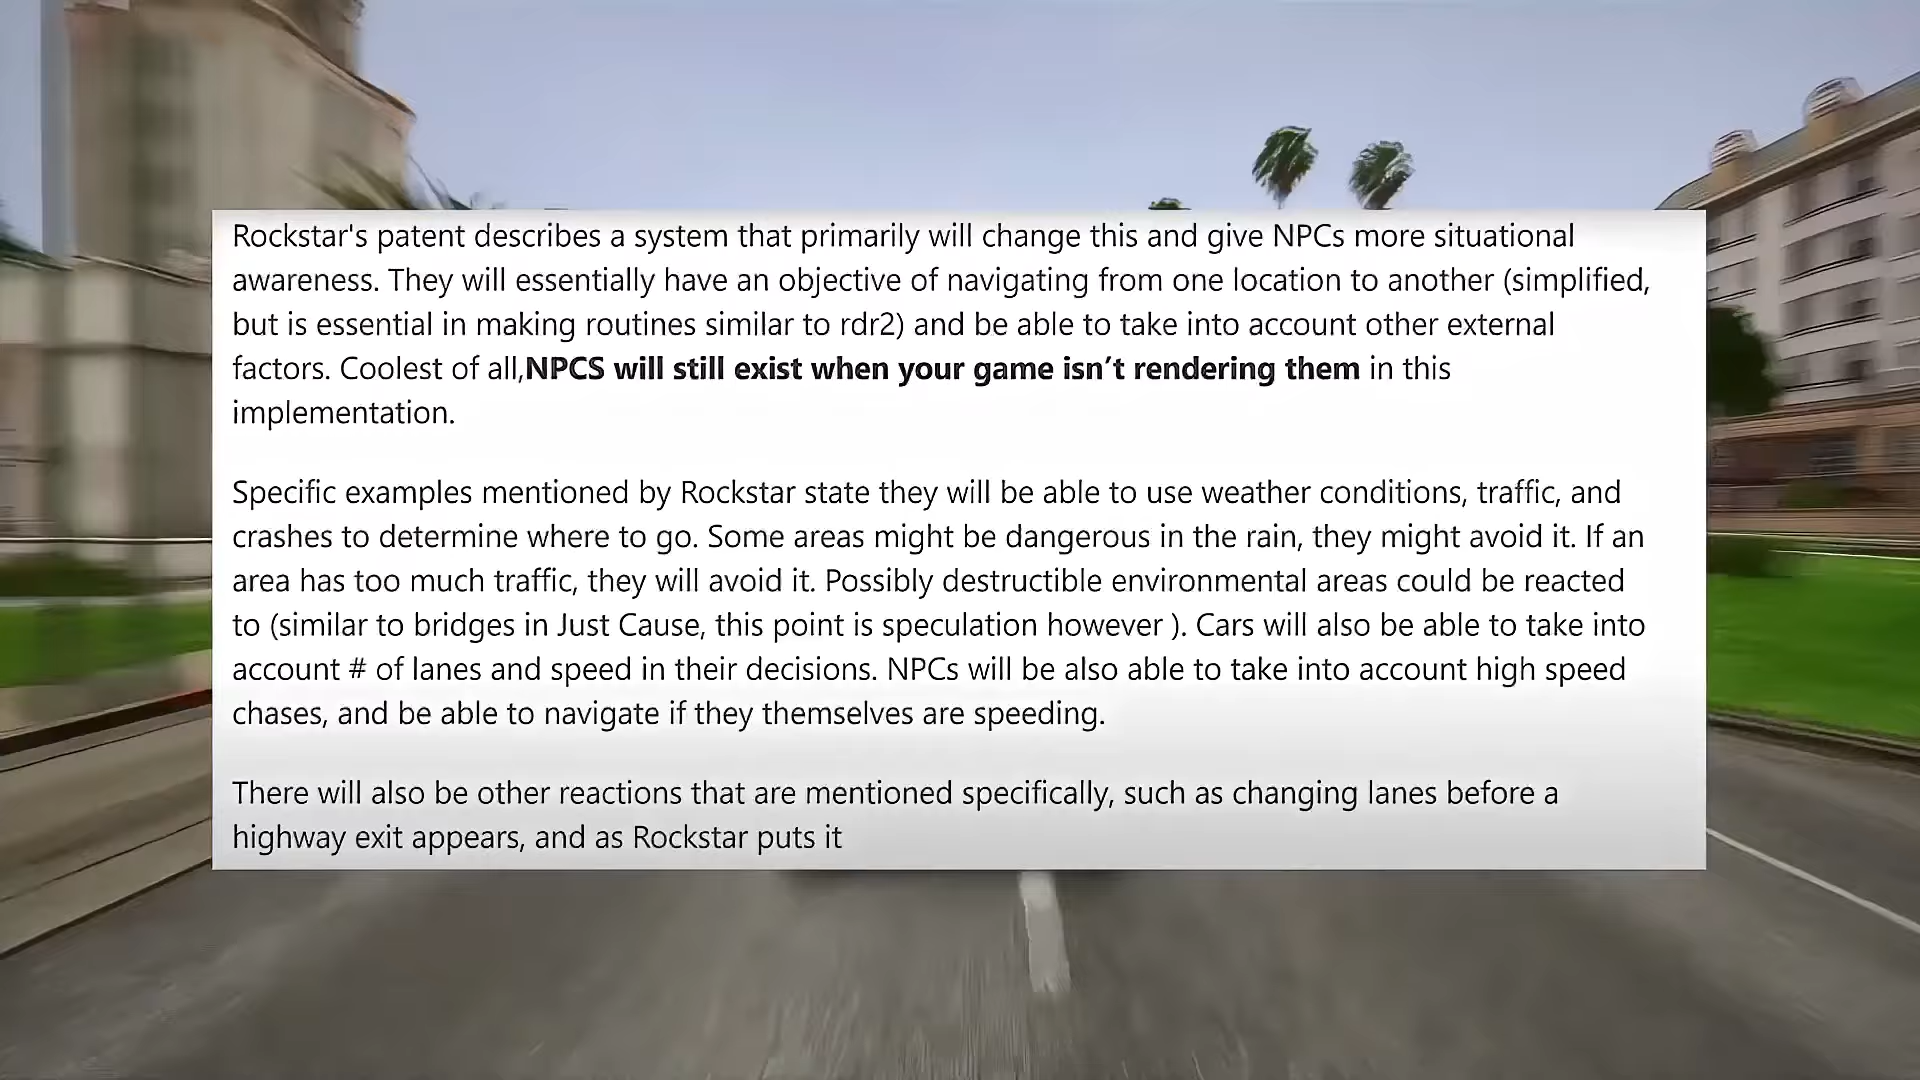 Rockstar's patent describes a system that primarily will change this and give NPCs more situational
awareness. They will essentially have an objective of navigating from one location to another (simplified,
but is essential in making routines similar to rdr2) and be able to take into account other external
factors. Coolest of all,NPCS will still exist when your game isn’t rendering them in this
implementation.
Specific examples mentioned by Rockstar state they will be able to use weather conditions, traffic, and
crashes to determine where to go. Some areas might be dangerous in the rain, they might avoid it. If an
area has too much traffic, they will avoid it. Possibly destructible environmental areas could be reacted
to (similar to bridges in Just Cause, this point is speculation however ). Cars will also be able to take into
account # of lanes and speed in their decisions. NPCs will be also able to take into account high speed
chases, and be able to navigate if they themselves are speeding.
There will also be other reactions that are mentioned specifically, such as changing lanes before a
highway exit appears, and as Rockstar puts it